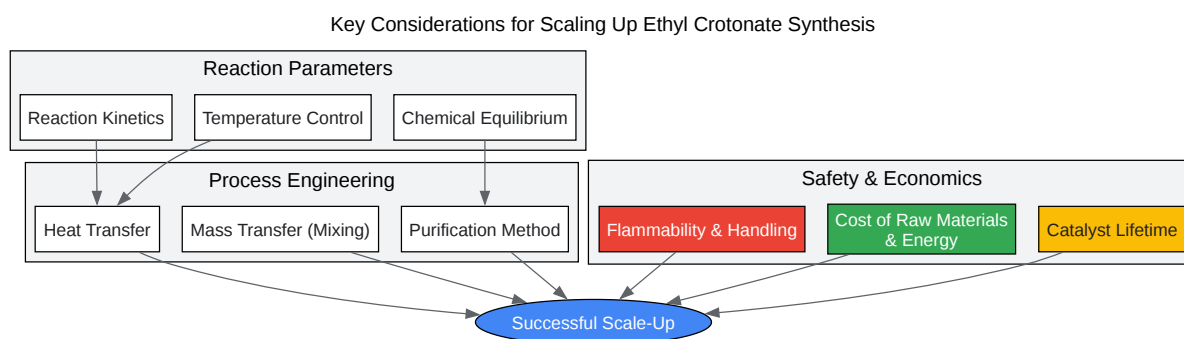 Key Considerations for Scaling Up Ethyl Crotonate Synthesis
Reaction Parameters
Reaction Kinetics
Temperature Control
Chemical Equilibrium
Process Engineering
Heat Transfer
Mass Transfer (Mixing)
Purification Method
Safety & Economics
Flammability & Handling
Cost of Raw Materials
& Energy
Catalyst Lifetime
Successful Scale-Up